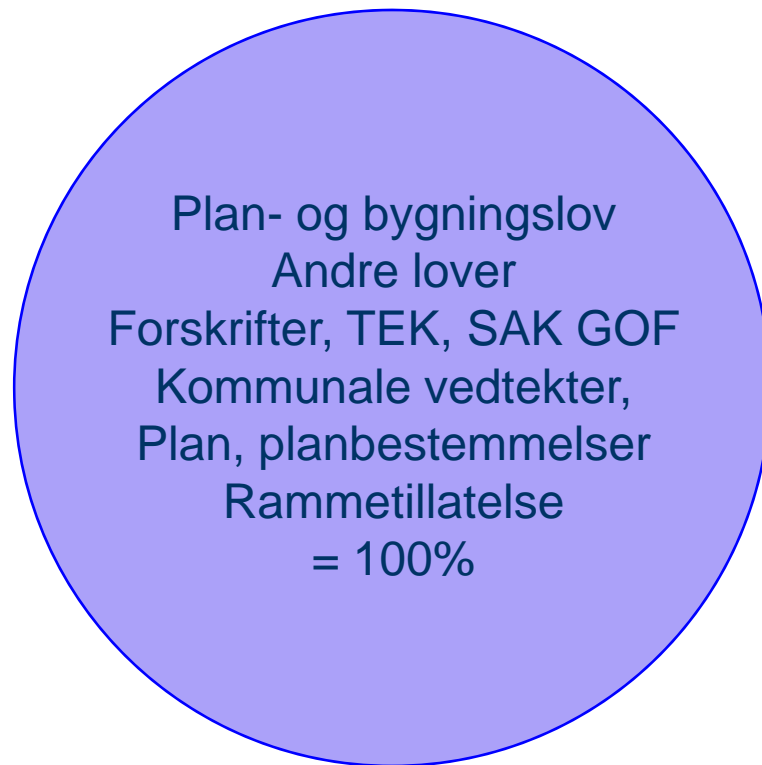 Plan- og bygningslov
Andre lover
Forskrifter, TEK, SAK GOF
Kommunale vedtekter,
Plan, planbestemmelser
Rammetillatelse
= 100%